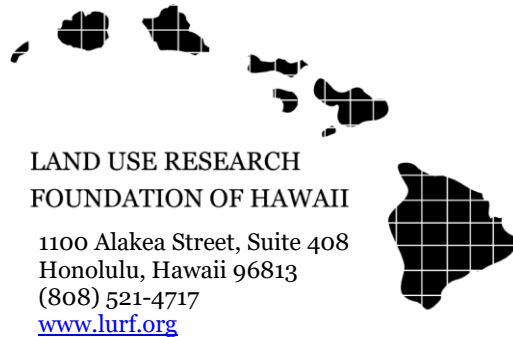 LAND USE RESEARCH
FOUNDATION OF HAWAII
1100 Alakea Street, Suite 408
Honolulu, Hawaii 96813
(808) 521-4717
www.lurf.org